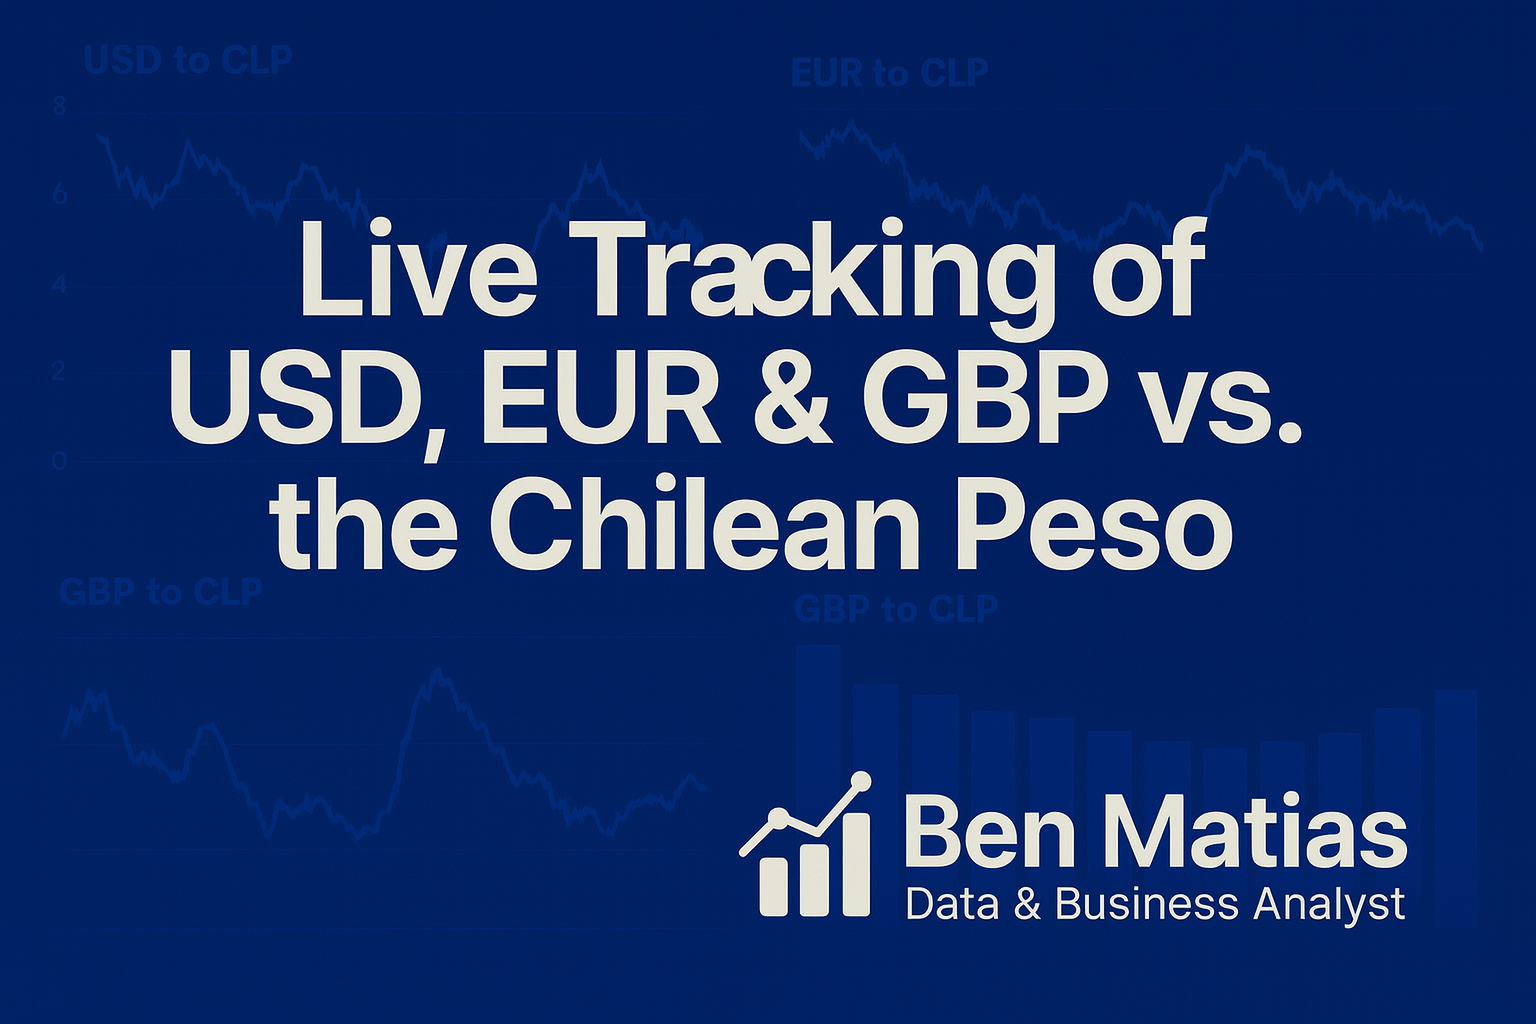 USD to CLP
EUR to CLP
8
6
4
2
0
Live Tracking of
USD, EUR & GBP vs.
the Chilean Peso
GBP to CLP
GBP to CLP
Ben Matias
Data & Business Analyst